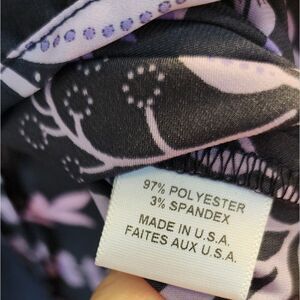 97% POLYESTER
3% SPANDEX
MADE IN U.S.A.
FAITES AUX U.S.A.